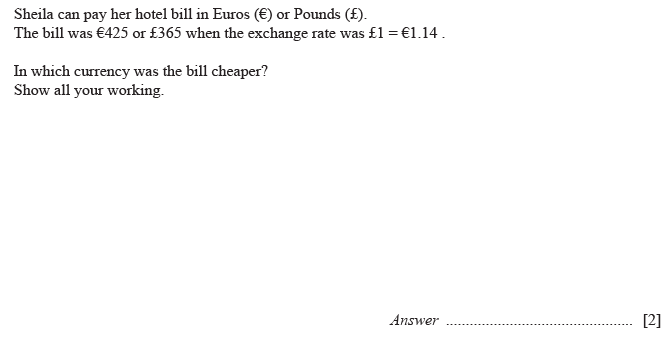 Sheila can pay her hotel bill in Euros (€) or Pounds (£).
The bill was €425 or £365 when the exchange rate was £1 = €1.14 .
In which currency was the bill cheaper?
Show all your working.
Answer ................................................... [2]